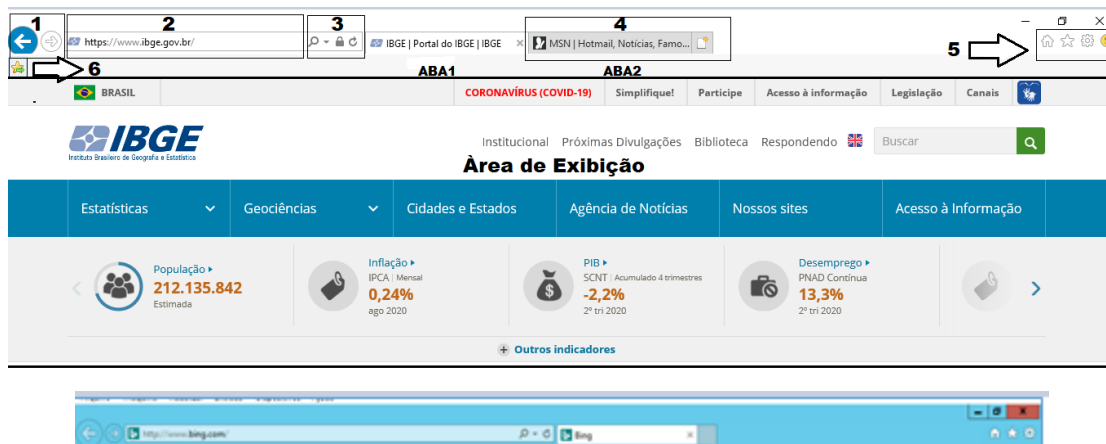 1 2 3 4
https://www.ibge.gov.br/ IBGE | Portal do IBGE | IBGE MSN | Hotmail, Notícias, Famo... 5
6 ABA1 ABA2
BRASIL CORONAVÍRUS (COVID-19) Simplifique! Participe Acesso à informação Legislação Canais
IBGE
Instituto Brasileiro de Geografia e Estatística
Institucional Próximas Divulgações Biblioteca Respondendo Buscar
Àrea de Exibição
Estatísticas Geociências Cidades e Estados Agência de Notícias Nossos sites Acesso à Informação
População
212.135.842
Estimada
Inflação
IPCA | Mensal
0,24%
ago 2020
PIB
SCNT | Acumulado 4 trimestres
-2,2%
2º tri 2020
Desemprego
PNAD Contínua
13,3%
2º tri 2020
Outros indicadores
http://www.bing.com/ Bing